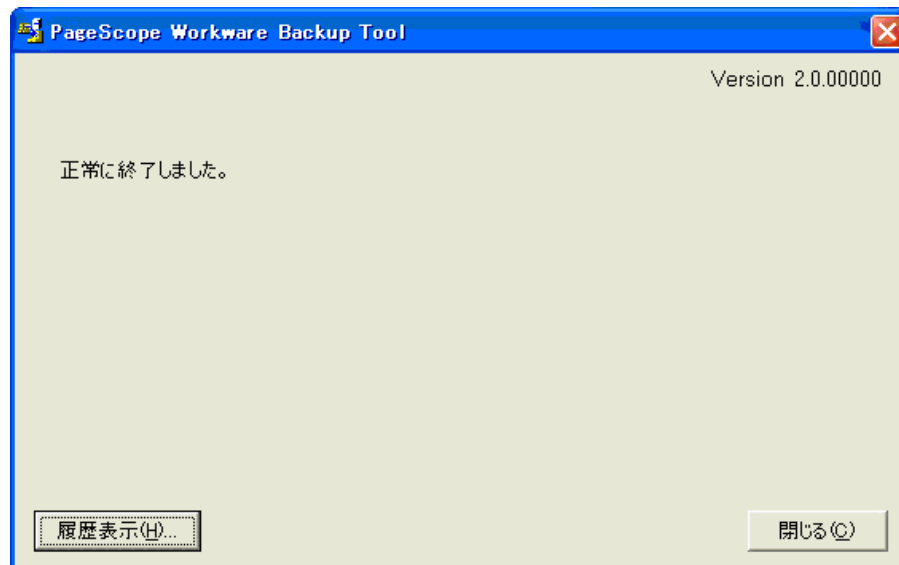 PageScope Workware Backup Tool
Version 2.0.00000
正常に終了しました。
履歴表示(H)...
閉じる(C)